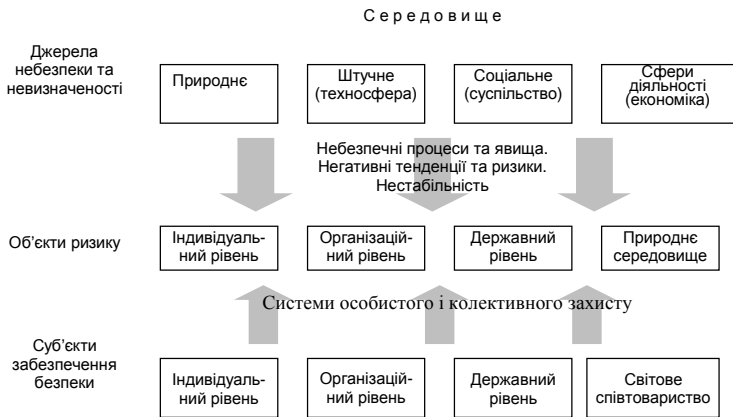 С е р е д о в и щ е
Джерела
небезпеки та
невизначеності
Природнє
Штучне
(техносфера)
Соціальне
(суспільство)
Сфери
діяльності
(економіка)
Небезпечні процеси та явища.
Негативні тенденції та ризики.
Нестабільність
Об'єкти ризику
Індивідуаль-
ний рівень
Організацій-
ний рівень
Державний
рівень
Природнє
середовище
Системи особистого і колективного захисту
Суб'єкти
забезпечення
безпеки
Індивідуаль-
ний рівень
Організацій-
ний рівень
Державний
рівень
Світове
співтовариство